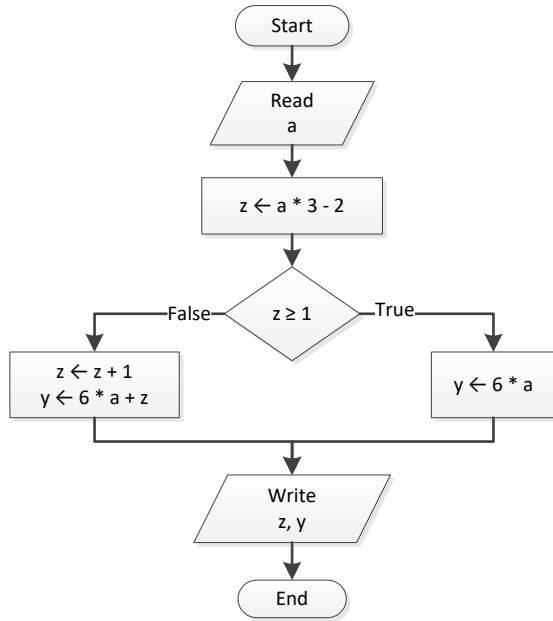 Start
Read
a
z ← a * 3 - 2
z ≥ 1
False
True
z ← z + 1
y ← 6 * a + z
y ← 6 * a
Write
z, y
End